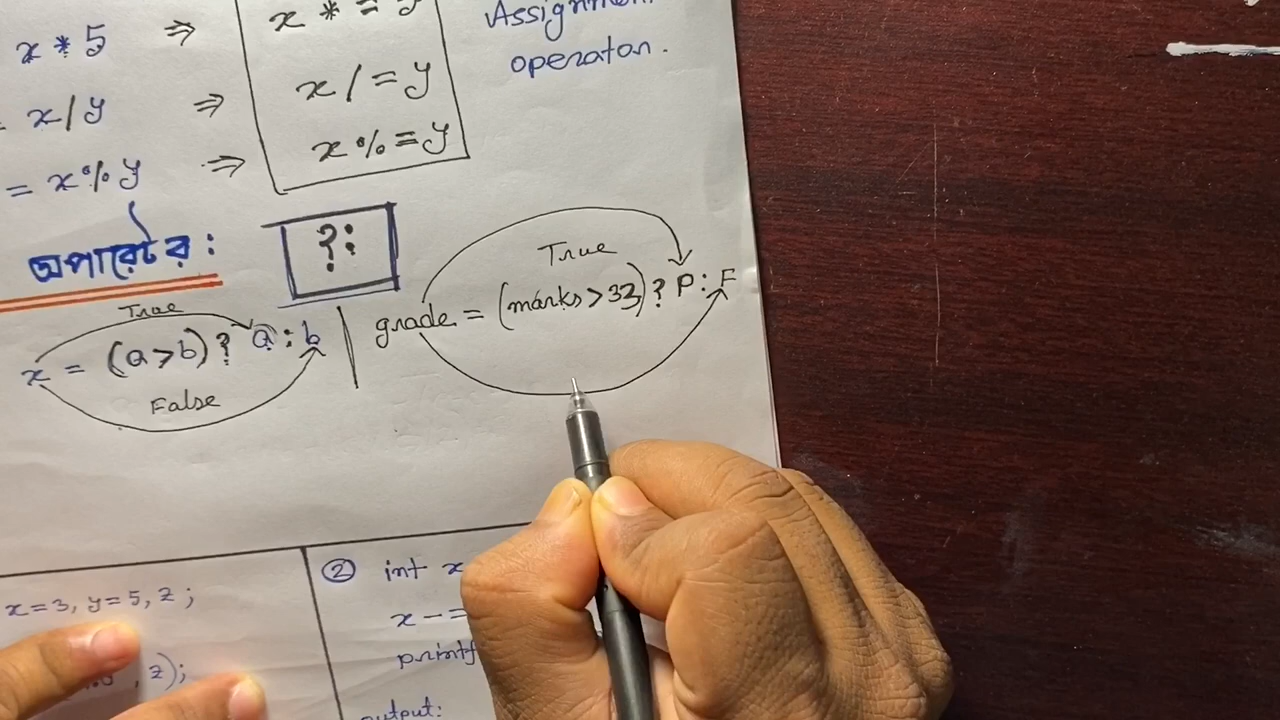 x * 5 ⇒ x * = y
Assignment
operator.
x / y ⇒ x / = y
= x % y ⇒ x % = y
অপারেটর : ?:
True
x = (a > b) ? a : b
False
True
grade = (marks > 33) ? P : F
x = 3, y = 5, z ;
, z);
② int x
x - =
printf
output: